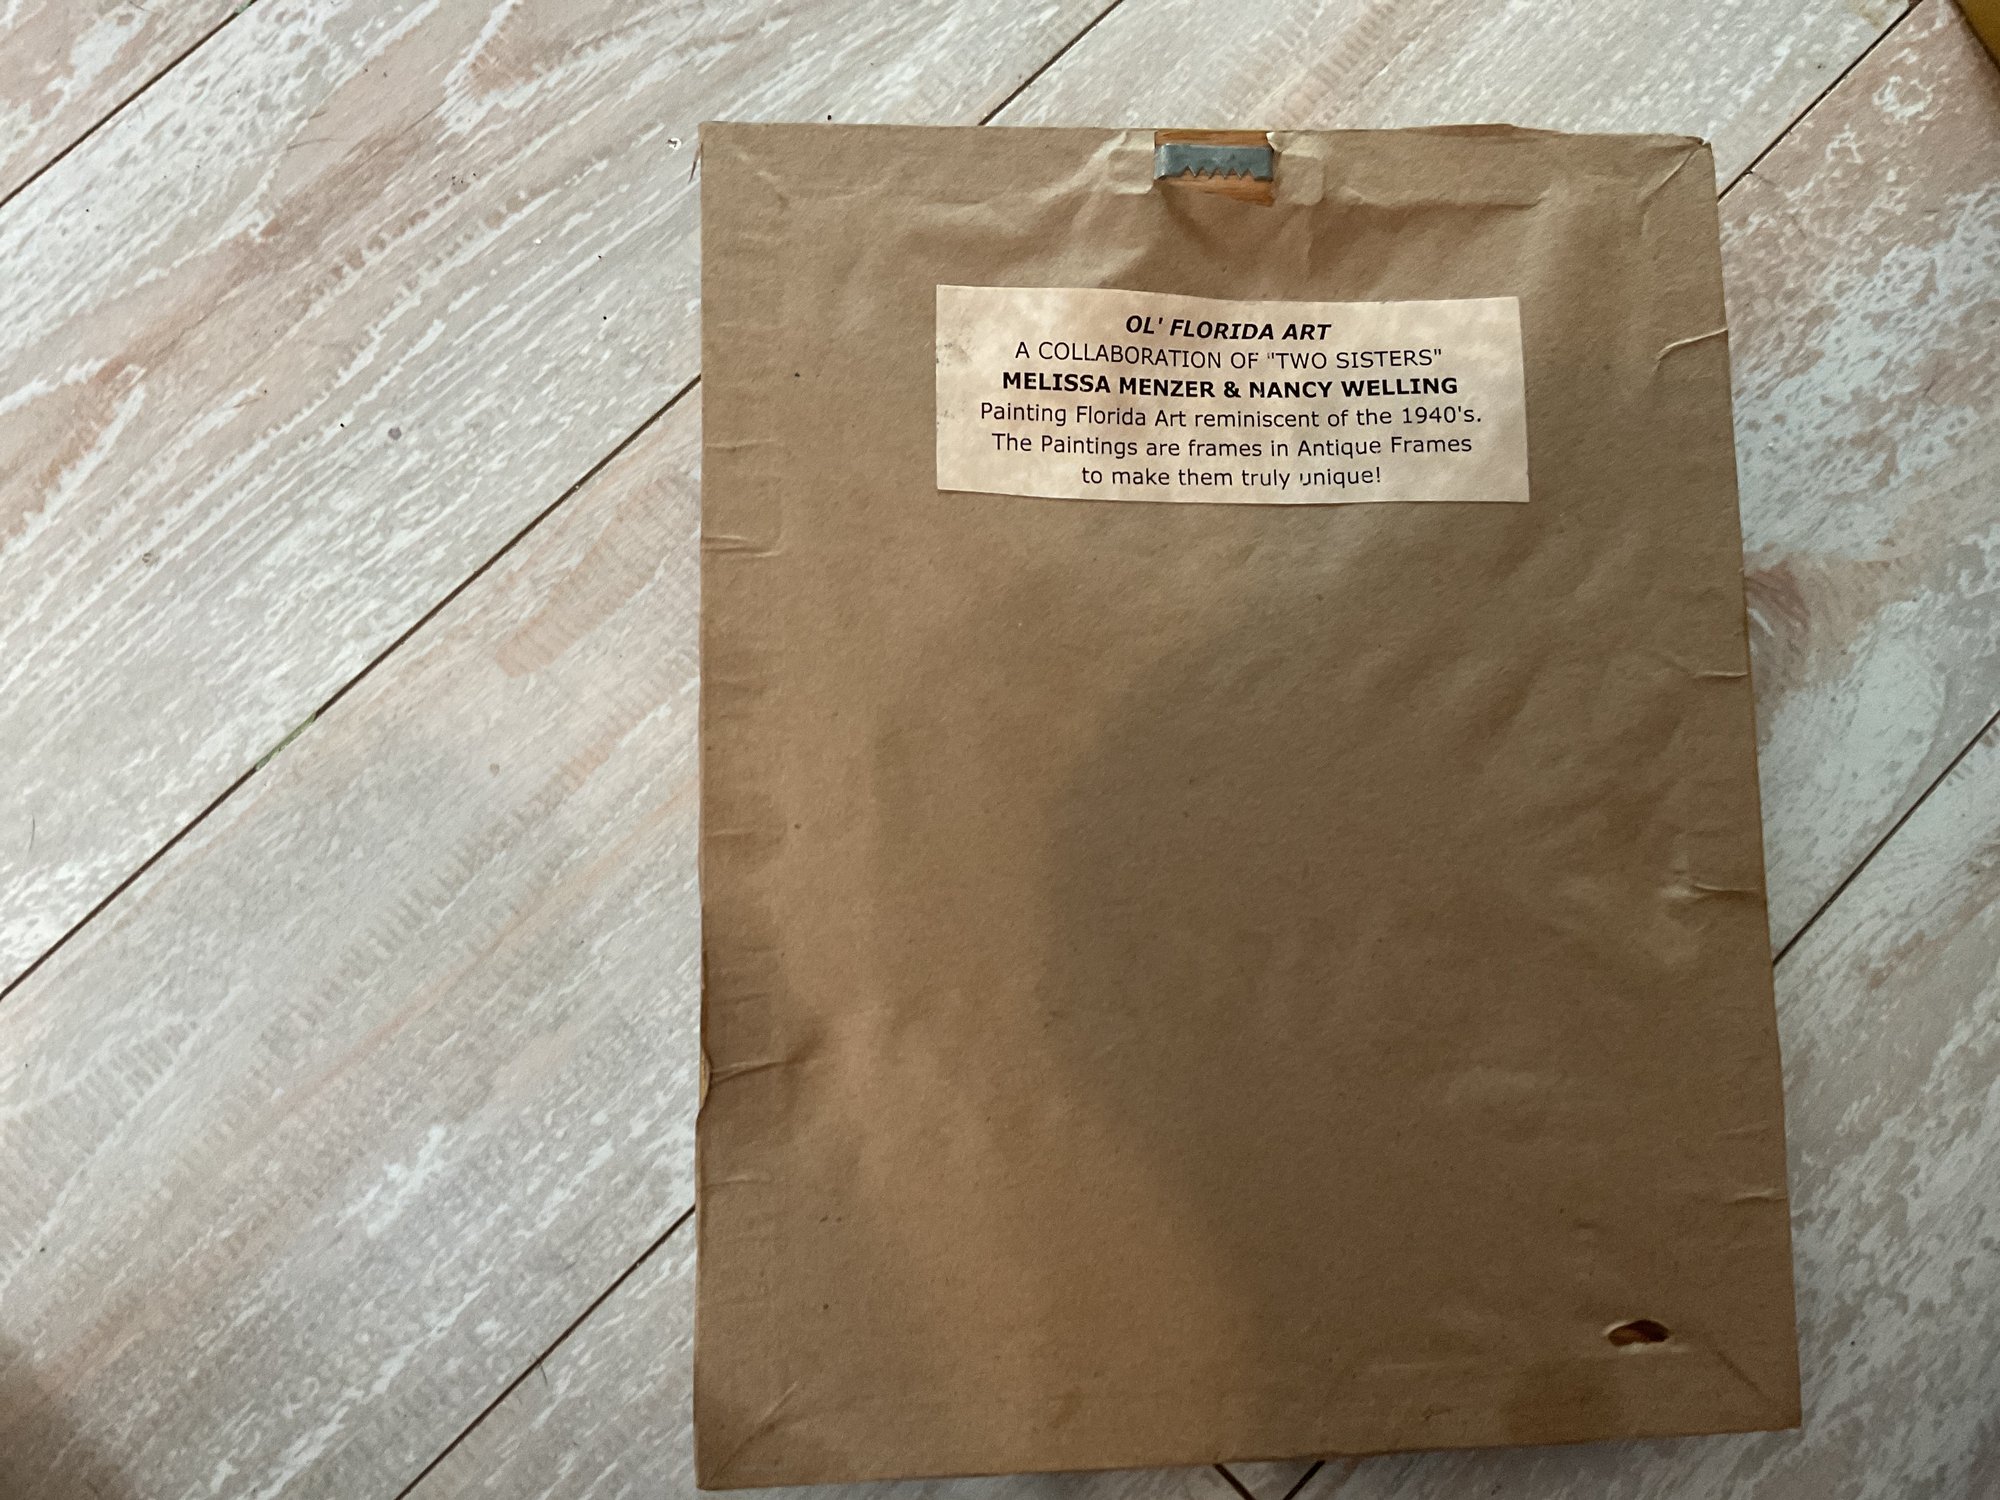 OL' FLORIDA ART
A COLLABORATION OF "TWO SISTERS"
MELISSA MENZER & NANCY WELLING
Painting Florida Art reminiscent of the 1940's.
The Paintings are frames in Antique Frames
to make them truly unique!